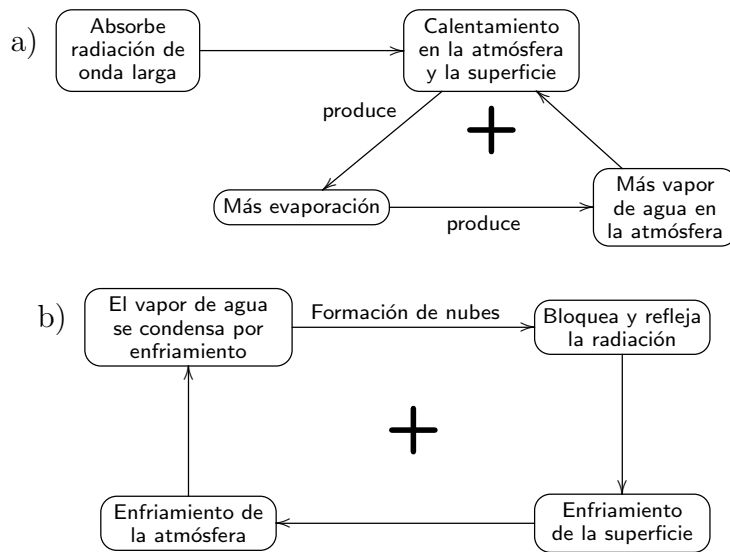 a)
Absorbe
radiación de
onda larga
Calentamiento
en la atmósfera
y la superficie
produce
+
Más evaporación
produce
Más vapor
de agua en
la atmósfera
b)
El vapor de agua
se condensa por
enfriamiento
Formación de nubes
Bloquea y refleja
la radiación
+
Enfriamiento de
la atmósfera
Enfriamiento
de la superficie